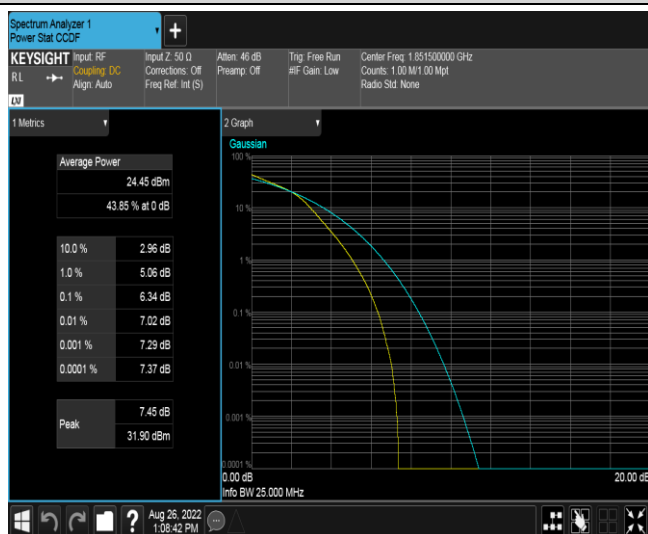 Spectrum Analyzer 1
Power Stat CCDF
KEYSIGHT
RL
LXI
Input: RF
Coupling: DC
Align: Auto
Input Z: 50 Ω
Corrections: Off
Freq Ref: Int (S)
Atten: 46 dB
Preamp: Off
Trig: Free Run
#IF Gain: Low
Center Freq: 1.851500000 GHz
Counts: 1.00 M/1.00 Mpt
Radio Std: None
1 Metrics
Average Power
24.45 dBm
43.85 % at 0 dB
10.0 % 2.96 dB
1.0 % 5.06 dB
0.1 % 6.34 dB
0.01 % 7.02 dB
0.001 % 7.29 dB
0.0001 % 7.37 dB
Peak
7.45 dB
31.90 dBm
2 Graph
Gaussian
100 %
10 %
1 %
0.1 %
0.01 %
0.001 %
0.0001 %
0.00 dB 20.00 dB
Info BW 25.000 MHz
?
Aug 26, 2022
1:08:42 PM